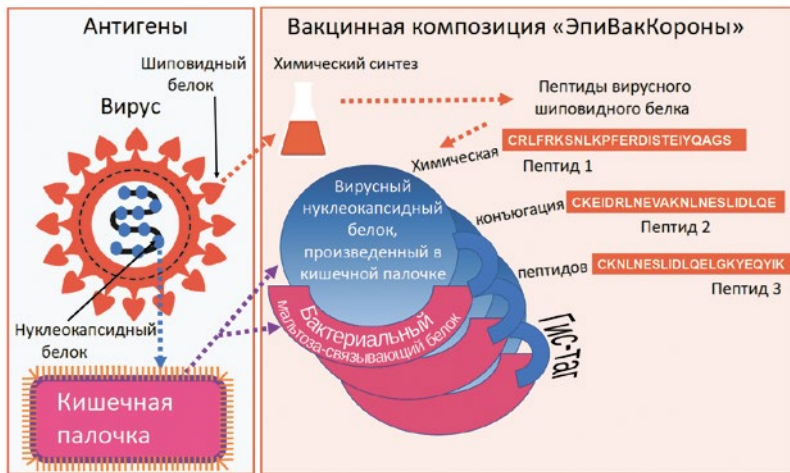 Антигены
Шиповидный
белок
Вирус
Нуклеокапсидный
белок
Кишечная
палочка
Вакцинная композиция «ЭпиВакКороны»
Химический синтез
Пептиды вирусного
шиповидного белка
Химическая
CRLFRKSNLKPFERDISTEIYQAGS
Пептид 1
конъюгация
CKEIDRLNEVAKNLNESLIDLQE
Пептид 2
пептидов
CKNLNESLIDLQELGKYEQYIK
Пептид 3
Вирусный
нуклеокапсидный
белок,
произведенный в
кишечной палочке
Бактериальный
мальтоза-связывающий белок
Гис-таг